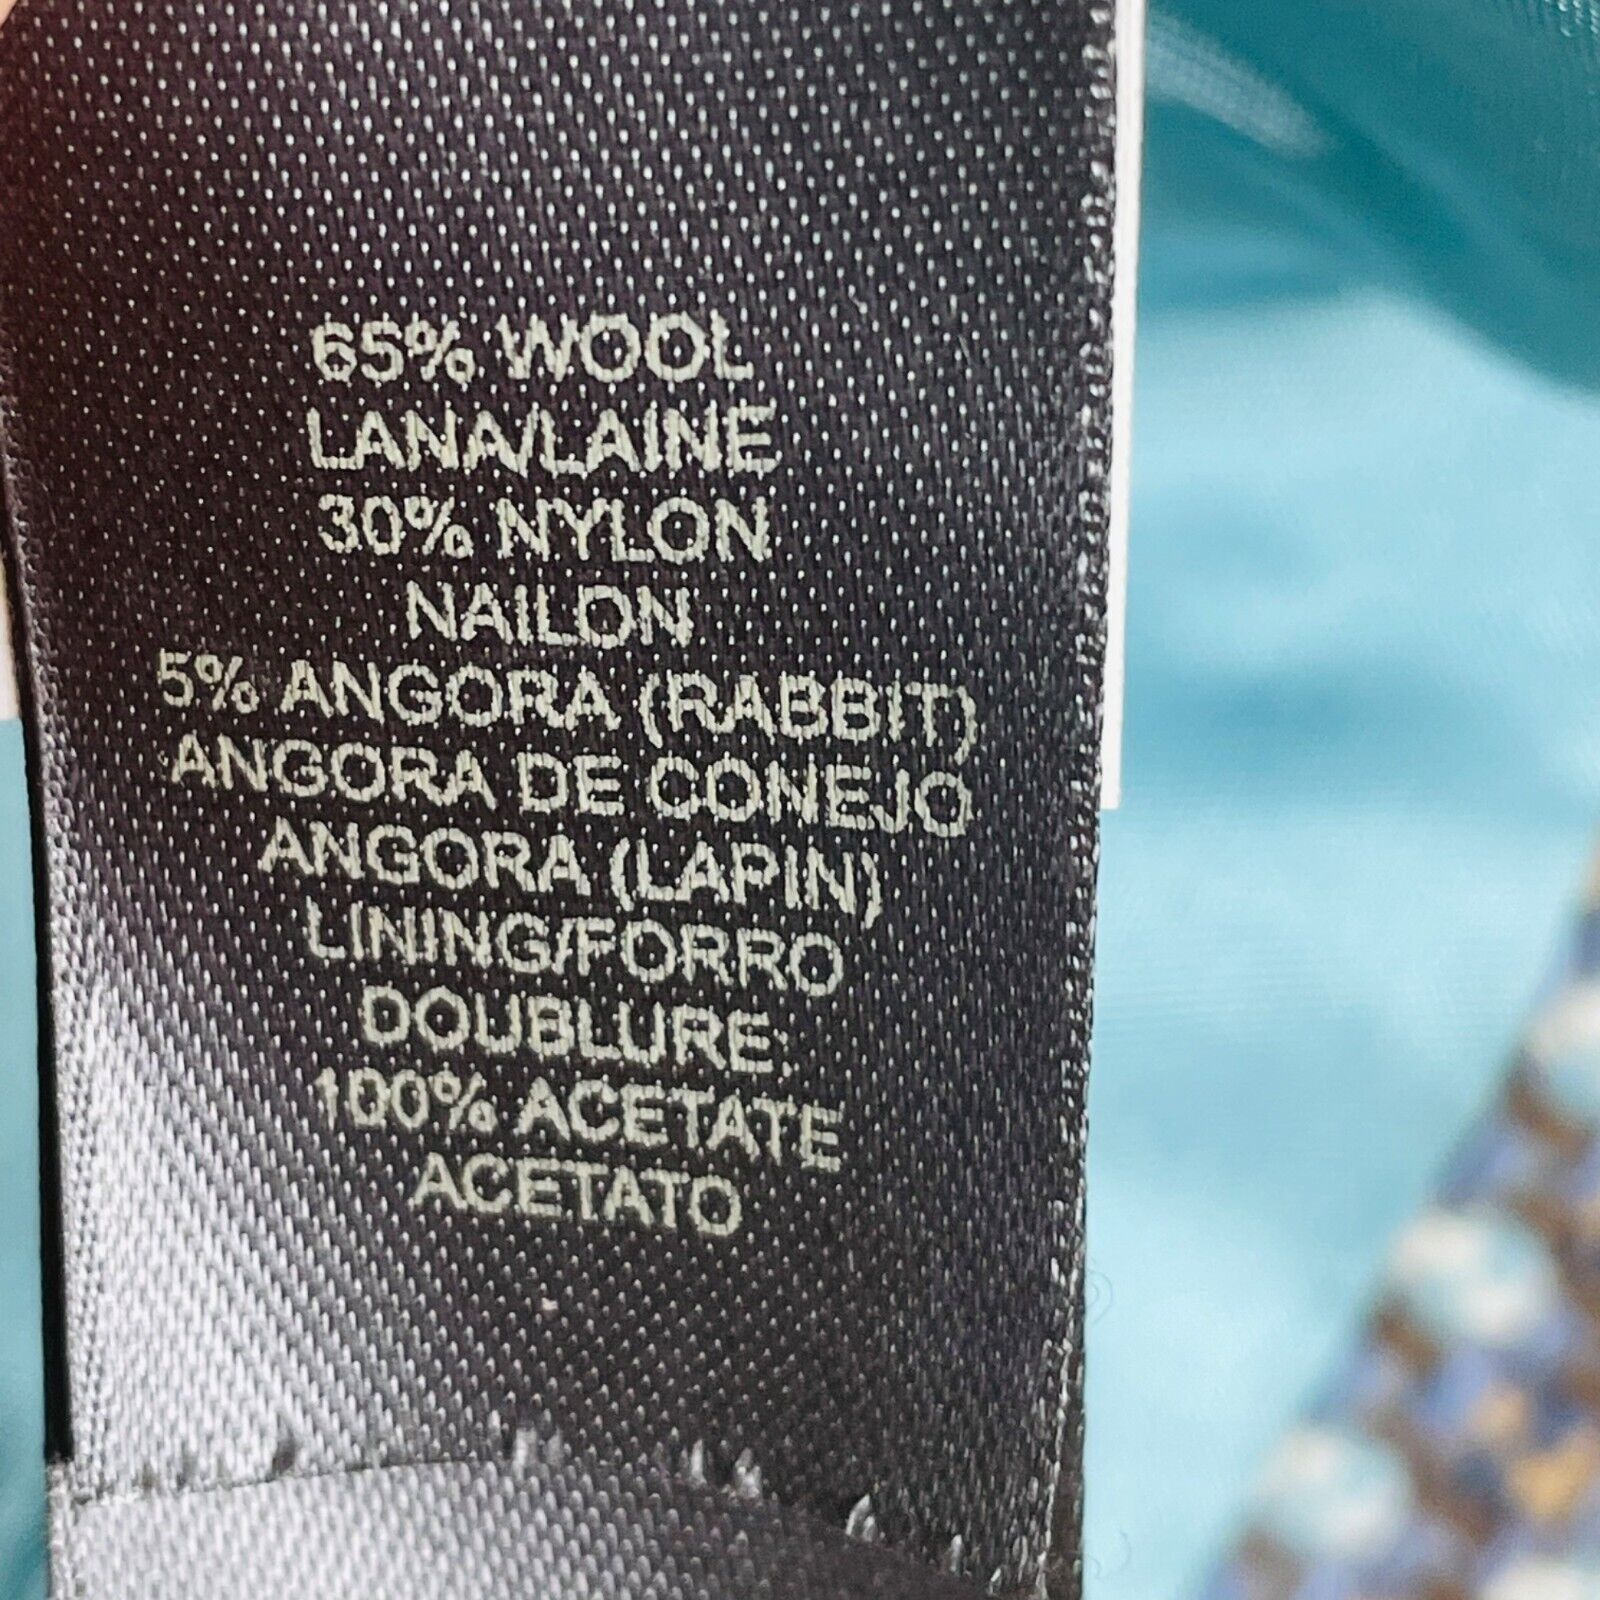 65% WOOL
LANA/LAINE
30% NYLON
NAILON
5% ANGORA (RABBIT)
ANGORA DE CONEJO
ANGORA (LAPIN)
LINING/FORRO
DOUBLURE:
100% ACETATE
ACETATO